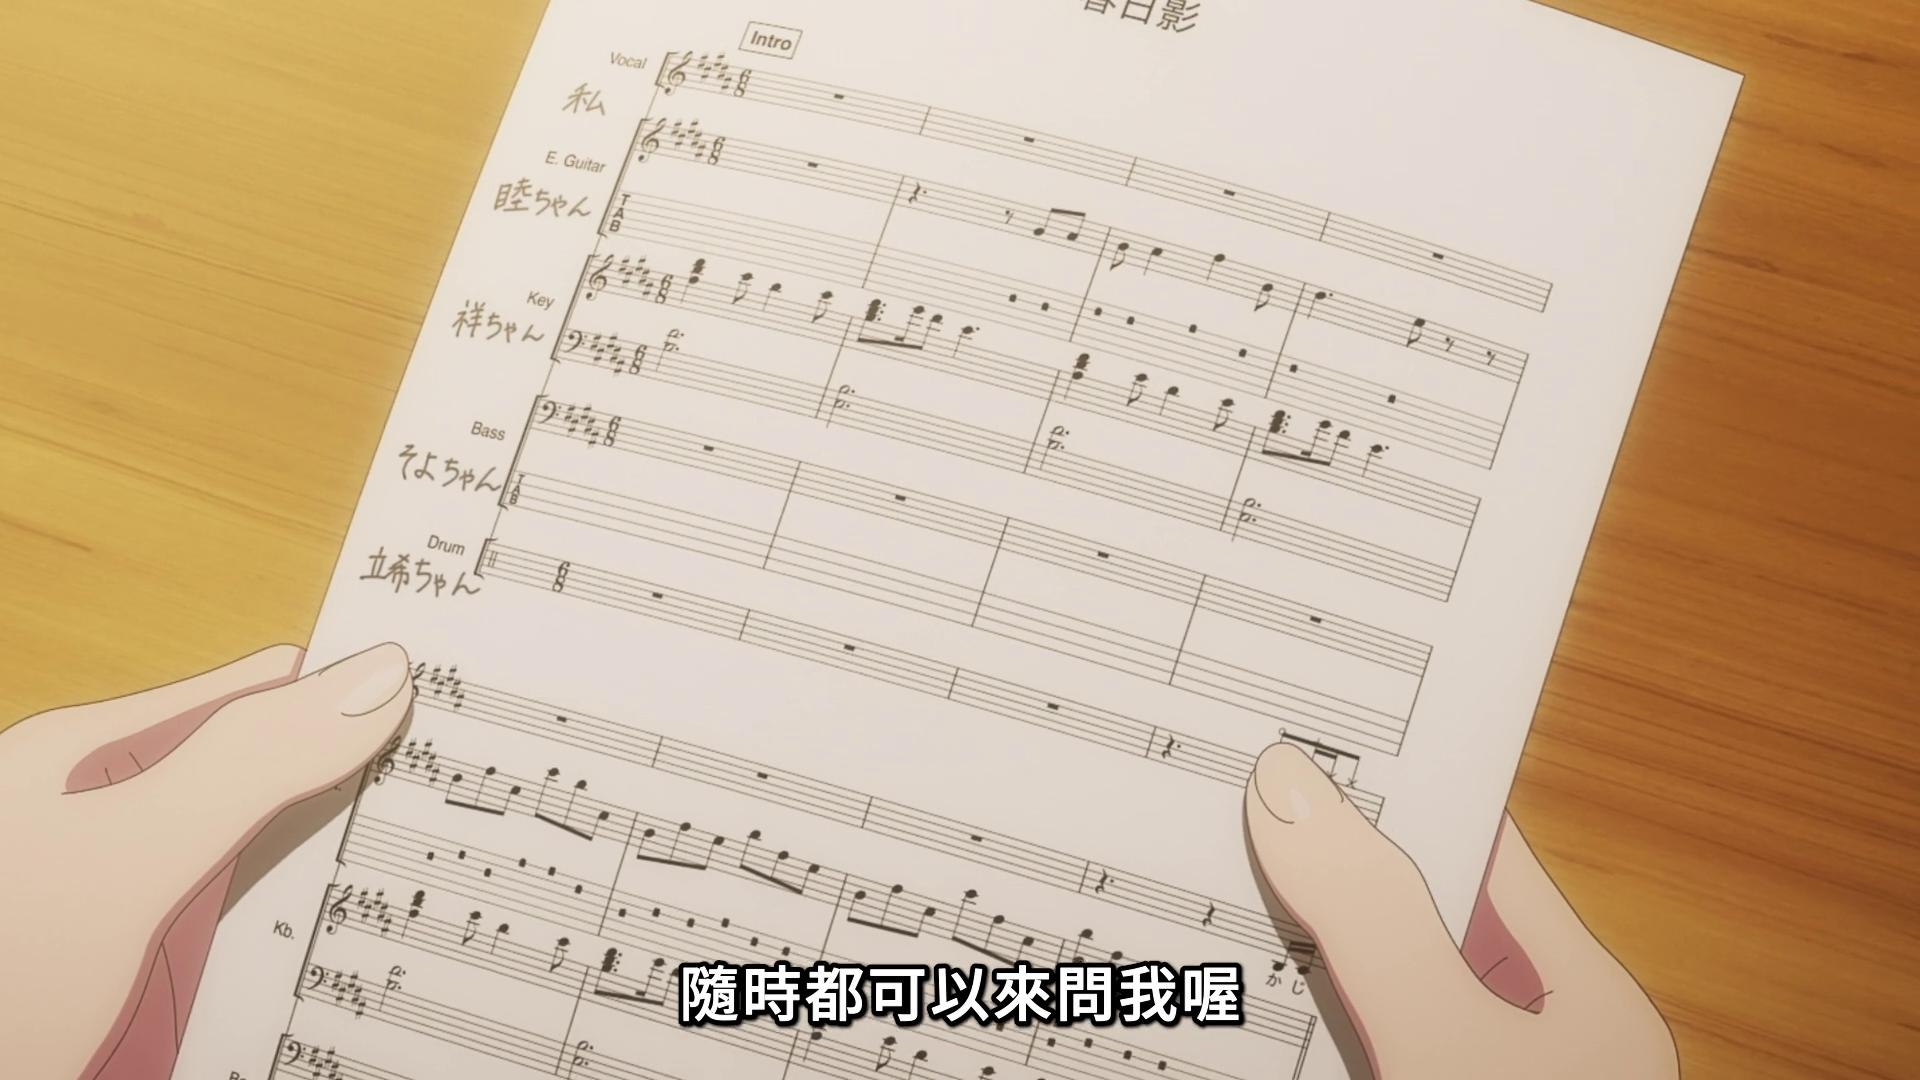 春日影
Intro
Vocal
私
E. Guitar
睦ちゃん
TAB
Key
祥ちゃん
Bass
そよちゃん
TAB
Drum
立希ちゃん
Kb.
かじ
隨時都可以來問我喔